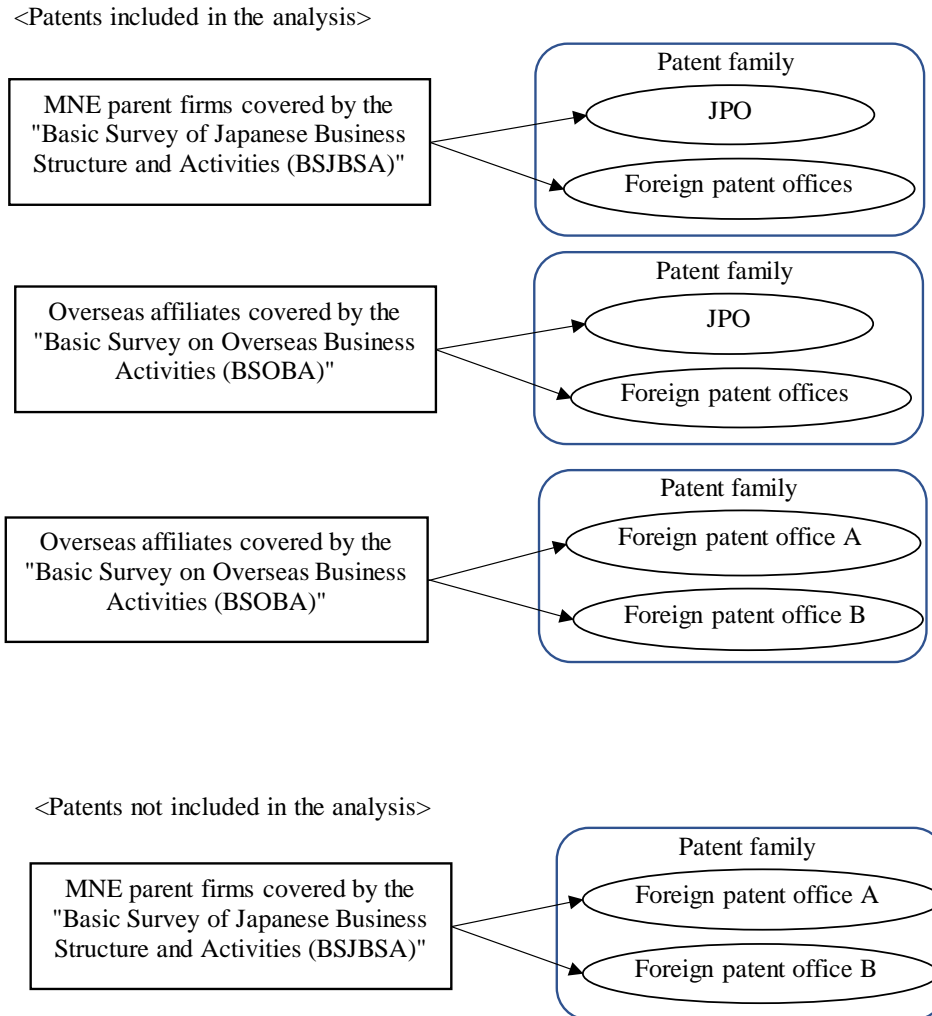 <Patents included in the analysis>
MNE parent firms covered by the
"Basic Survey of Japanese Business
Structure and Activities (BSJBSA)"
Patent family
JPO
Foreign patent offices
Overseas affiliates covered by the
"Basic Survey on Overseas Business
Activities (BSOBA)"
Patent family
JPO
Foreign patent offices
Overseas affiliates covered by the
"Basic Survey on Overseas Business
Activities (BSOBA)"
Patent family
Foreign patent office A
Foreign patent office B
<Patents not included in the analysis>
MNE parent firms covered by the
"Basic Survey of Japanese Business
Structure and Activities (BSJBSA)"
Patent family
Foreign patent office A
Foreign patent office B